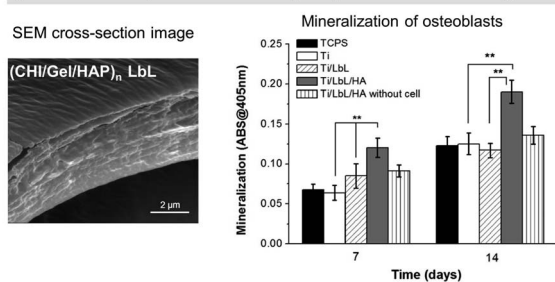 SEM cross-section image
(CHI/Gel/HAP)n LbL
2 µm
Mineralization of osteoblasts
TCPS
Ti
Ti/LbL
Ti/LbL/HA
Ti/LbL/HA without cell
**
**
**
Mineralization (ABS@405nm)
0.25
0.20
0.15
0.10
0.05
0.00
7
14
Time (days)